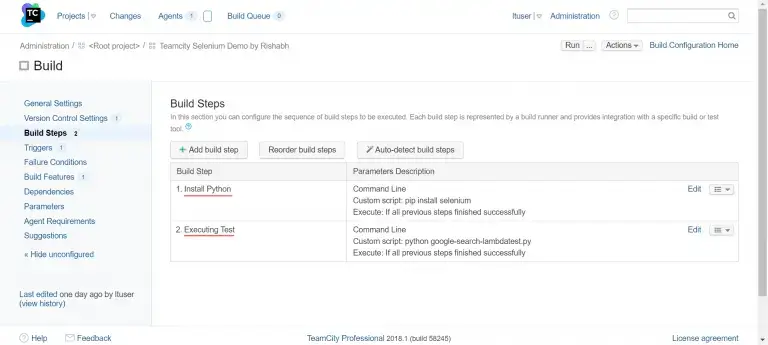 TC
Projects
Changes
Agents 1
Build Queue 0
ltuser
Administration
Administration / <Root project> / Teamcity Selenium Demo by Rishabh
Run ...
Actions
Build Configuration Home
Build
General Settings
Version Control Settings 1
Build Steps 2
Triggers 1
Failure Conditions
Build Features 1
Dependencies
Parameters
Agent Requirements
Suggestions
« Hide unconfigured
Last edited one day ago by ltuser
(view history)
Build Steps
In this section you can configure the sequence of build steps to be executed. Each build step is represented by a build runner and provides integration with a specific build or test
tool.
+ Add build step
Reorder build steps
Auto-detect build steps
Build Step
Parameters Description
1. Install Python
Command Line
Custom script: pip install selenium
Execute: If all previous steps finished successfully
Edit
2. Executing Test
Command Line
Custom script: python google-search-lambdatest.py
Execute: If all previous steps finished successfully
Edit
Help
Feedback
TeamCity Professional 2018.1 (build 58245)
License agreement